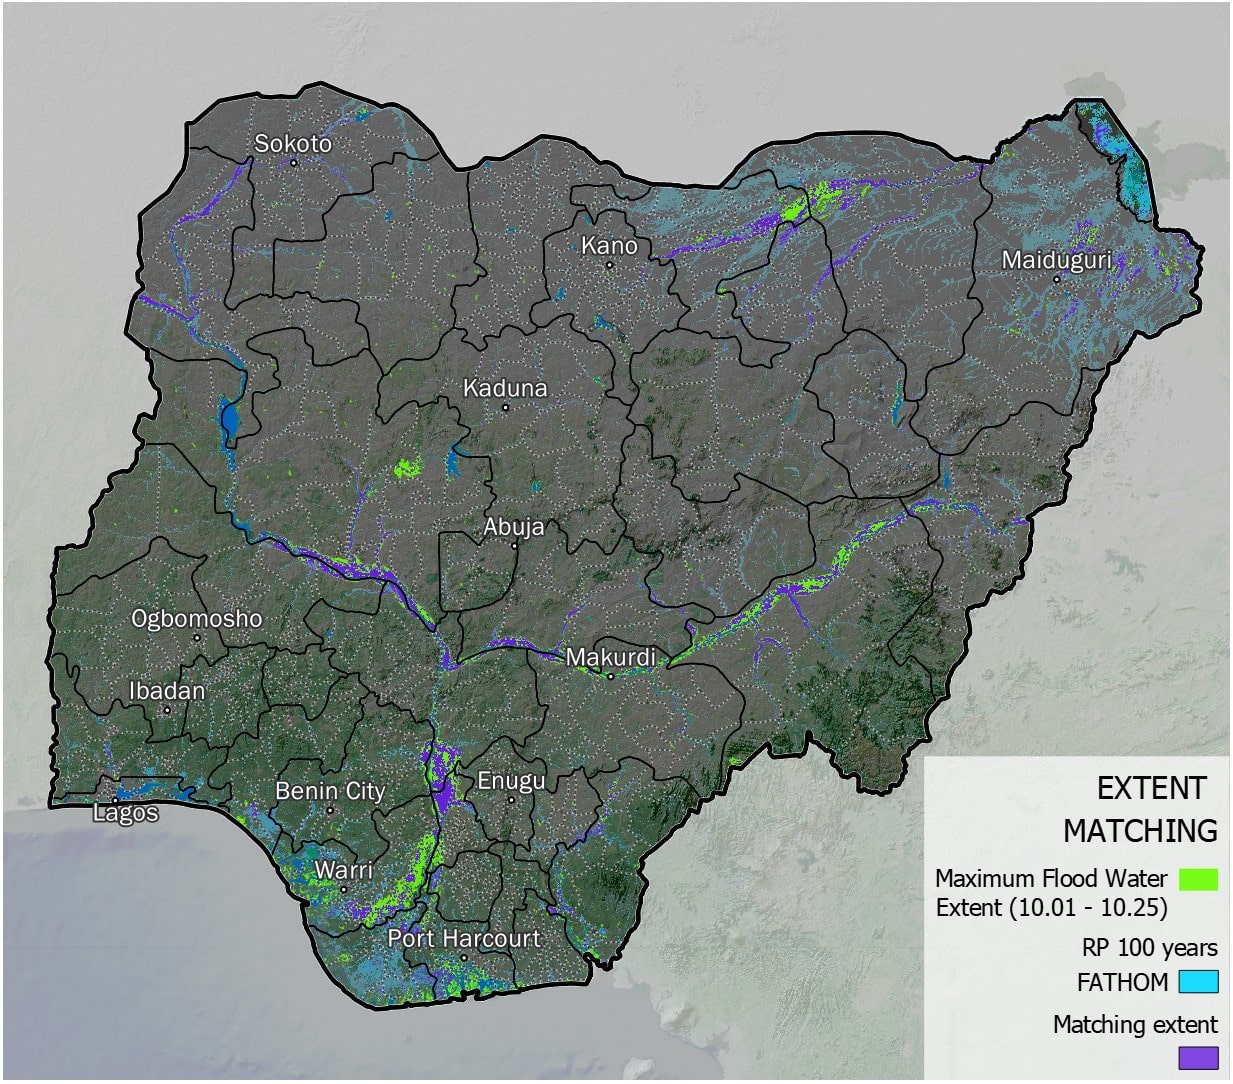 Sokoto
Kano
Maiduguri
Kaduna
Abuja
Ogbomosho
Makurdi
Ibadan
Enugu
Benin City
Lagos
Warri
Port Harcourt
EXTENT
MATCHING
Maximum Flood Water
Extent (10.01 - 10.25)
RP 100 years
FATHOM
Matching extent